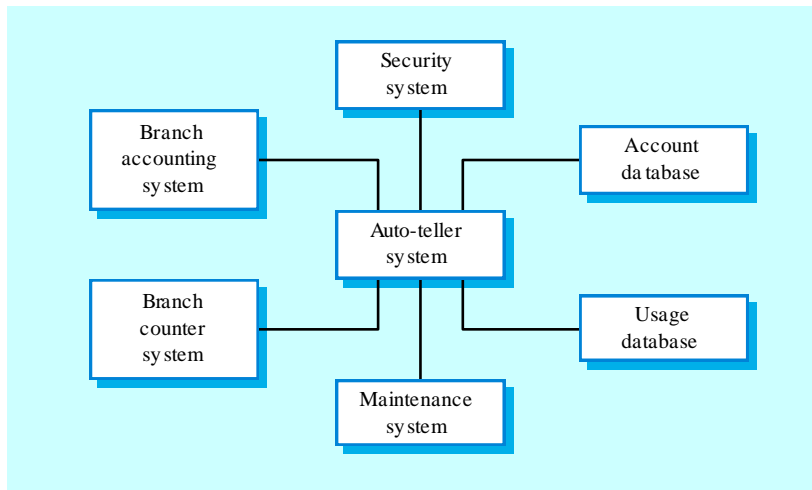 Security
system
Branch
accounting
system
Account
database
Auto-teller
system
Branch
counter
system
Usage
database
Maintenance
system